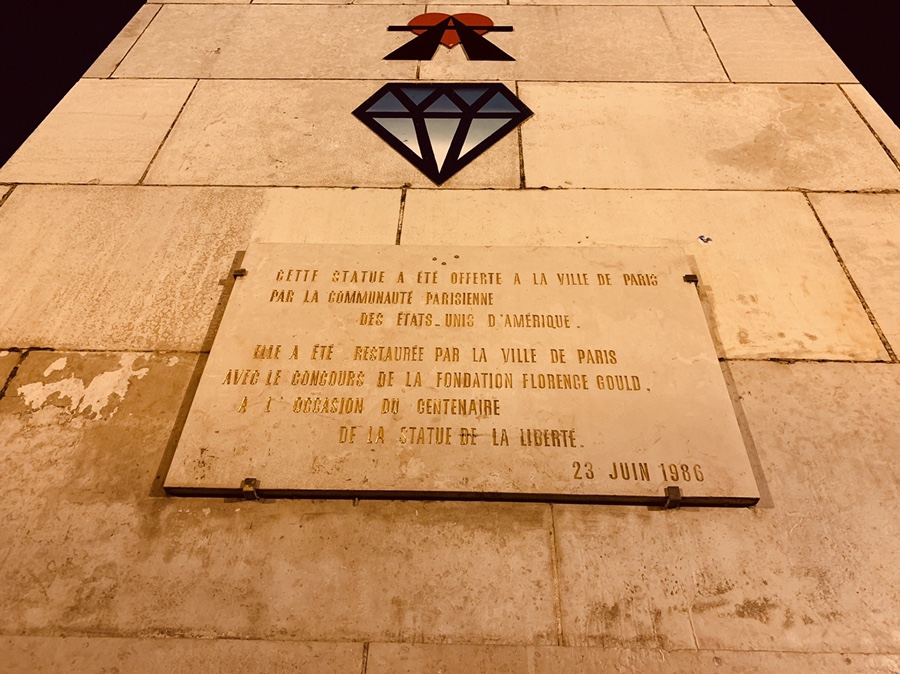 CETTE STATUE A ÉTÉ OFFERTE A LA VILLE DE PARIS
PAR LA COMMUNAUTÉ PARISIENNE
DES ÉTATS-UNIS D'AMÉRIQUE.
ELLE A ÉTÉ RESTAURÉE PAR LA VILLE DE PARIS
AVEC LE CONCOURS DE LA FONDATION FLORENCE GOULD,
A L'OCCASION DU CENTENAIRE
DE LA STATUE DE LA LIBERTÉ.
23 JUIN 1986